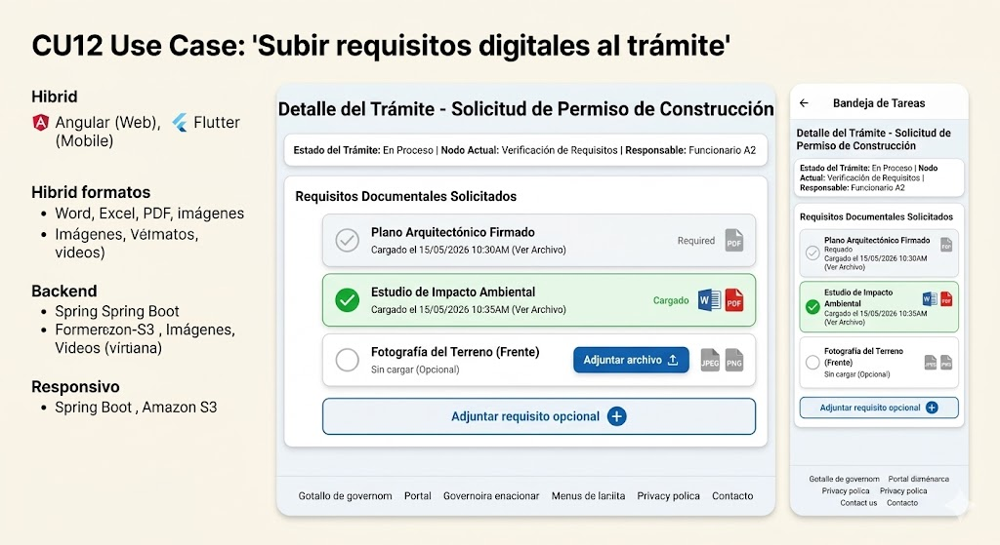 CU12 Use Case: 'Subir requisitos digitales al trámite'
Hibrid
Angular (Web), Flutter
(Mobile)
Hibrid formatos
• Word, Excel, PDF, imágenes
• Imágenes, Vélmatos,
videos)
Backend
• Spring Spring Boot
• Formerɛzon-S3 , Imágenes,
Videos (virtiana)
Responsivo
• Spring Boot , Amazon S3
Detalle del Trámite - Solicitud de Permiso de Construcción
Estado del Trámite: En Proceso | Nodo Actual: Verificación de Requisitos | Responsable: Funcionario A2
Requisitos Documentales Solicitados
Plano Arquitectónico Firmado
Cargado el 15/05/2026 10:30AM (Ver Archivo)
Required
PDF
Estudio de Impacto Ambiental
Cargado el 15/05/2026 10:35AM (Ver Archivo)
Cargado
W
PDF
Fotografía del Terreno (Frente)
Sin cargar (Opcional)
Adjuntar archivo
JPEG
PNG
Adjuntar requisito opcional
Gotallo de governom Portal Governoira enacionar Menus de laniita Privacy polica Contacto
Bandeja de Tareas
Detalle del Trámite - Solicitud de
Permiso de Construcción
Estado del Trámite: En Proceso | Nodo
Actual: Verificación de Requisitos |
Responsable: Funcionario A2
Requisitos Documentales Solicitados
Plano Arquitectónico Firmado
Requado
Cargado el 15/05/2026 10:30AM
(Ver Archivo)
PDF
Estudio de Impacto
Ambiental
Cargado el 15/05/2026 10:35AM
(Ver Archivo)
W
PDF
Fotografía del Terreno
(Frente)
Sin cargar (Opcional)
JPEG
PNG
Adjuntar requisito opcional
Gotalle de governom Portal disménarca
Privacy polica Privacy polica
Contact us Contacto